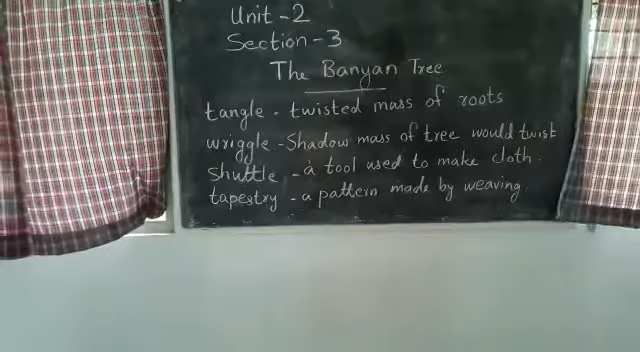 Unit - 2
Section - 3
The Banyan Tree
tangle - twisted mass of roots
wriggle - Shadow mass of tree would twist
shuttle - a tool used to make cloth.
tapestry - a pattern made by weaving.